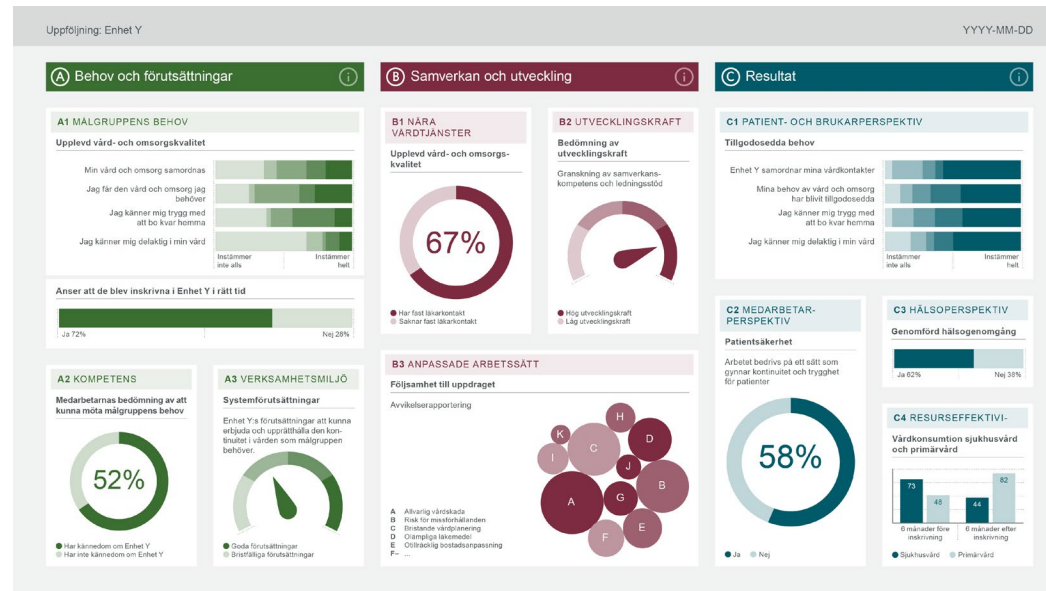 Uppföljning: Enhet Y
YYYY-MM-DD
A Behov och förutsättningar
i
A1 MÅLGRUPPENS BEHOV
Upplevd vård- och omsorgskvalitet
Min vård och omsorg samordnas
Jag får den vård och omsorg jag
behöver
Jag känner mig trygg med
att bo kvar hemma
Jag känner mig delaktig i min vård
Instämmer
inte alls
Instämmer
helt
Anser att de blev inskrivna i Enhet Y i rätt tid
Ja 72%
Nej 28%
A2 KOMPETENS
Medarbetarnas bedömning av att
kunna möta målgruppens behov
52%
Har kännedom om Enhet Y
Har inte kännedom om Enhet Y
A3 VERKSAMHETSMILJÖ
Systemförutsättningar
Enhet Y:s förutsättningar att kunna
erbjuda och upprätthålla den kon-
tinuitet i vården som målgruppen
behöver.
Goda förutsättningar
Bristfälliga förutsättningar
B Samverkan och utveckling
i
B1 NÄRA
VÅRDTJÄNSTER
Upplevd vård- och omsorgs-
kvalitet
67%
Har fast läkarkontakt
Saknar fast läkarkontakt
B2 UTVECKLINGSKRAFT
Bedömning av
utvecklingskraft
Granskning av samverkans-
kompetens och ledningsstöd
Hög utvecklingskraft
Låg utvecklingskraft
B3 ANPASSADE ARBETSSÄTT
Följsamhet till uppdraget
Avvikelserapportering
H
K
C
D
I
J
B
A
G
E
F
A Allvarlig vårdskada
B Risk för missförhållanden
C Bristande vårdplanering
D Olämpliga läkemedel
E Otillräcklig bostadsanpassning
F– ...
C Resultat
i
C1 PATIENT- OCH BRUKARPERSPEKTIV
Tillgodosedda behov
Enhet Y samordnar mina vårdkontakter
Mina behov av vård och omsorg
har blivit tillgodosedda
Jag känner mig trygg med
att bo kvar hemma
Jag känner mig delaktig i min vård
Instämmer
inte alls
Instämmer
helt
C2 MEDARBETAR-
PERSPEKTIV
Patientsäkerhet
Arbetet bedrivs på ett sätt som
gynnar kontinuitet och trygghet
för patienter
58%
Ja
Nej
C3 HÄLSOPERSPEKTIV
Genomförd hälsogenomgång
Ja 62%
Nej 38%
C4 RESURSEFFEKTIVI-
Vårdkonsumtion sjukhusvård
och primärvård
73
48
44
82
6 månader före
inskrivning
6 månader efter
inskrivning
Sjukhusvård
Primärvård